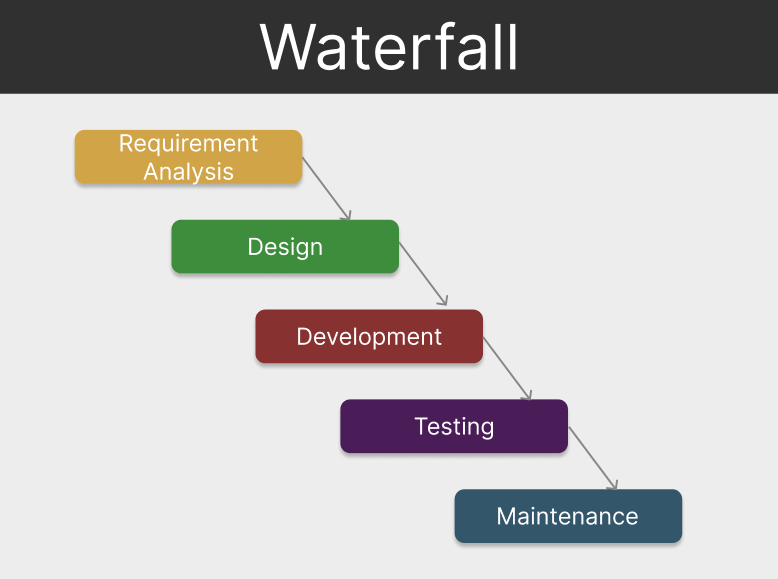 Waterfall
Requirement
Analysis
Design
Development
Testing
Maintenance